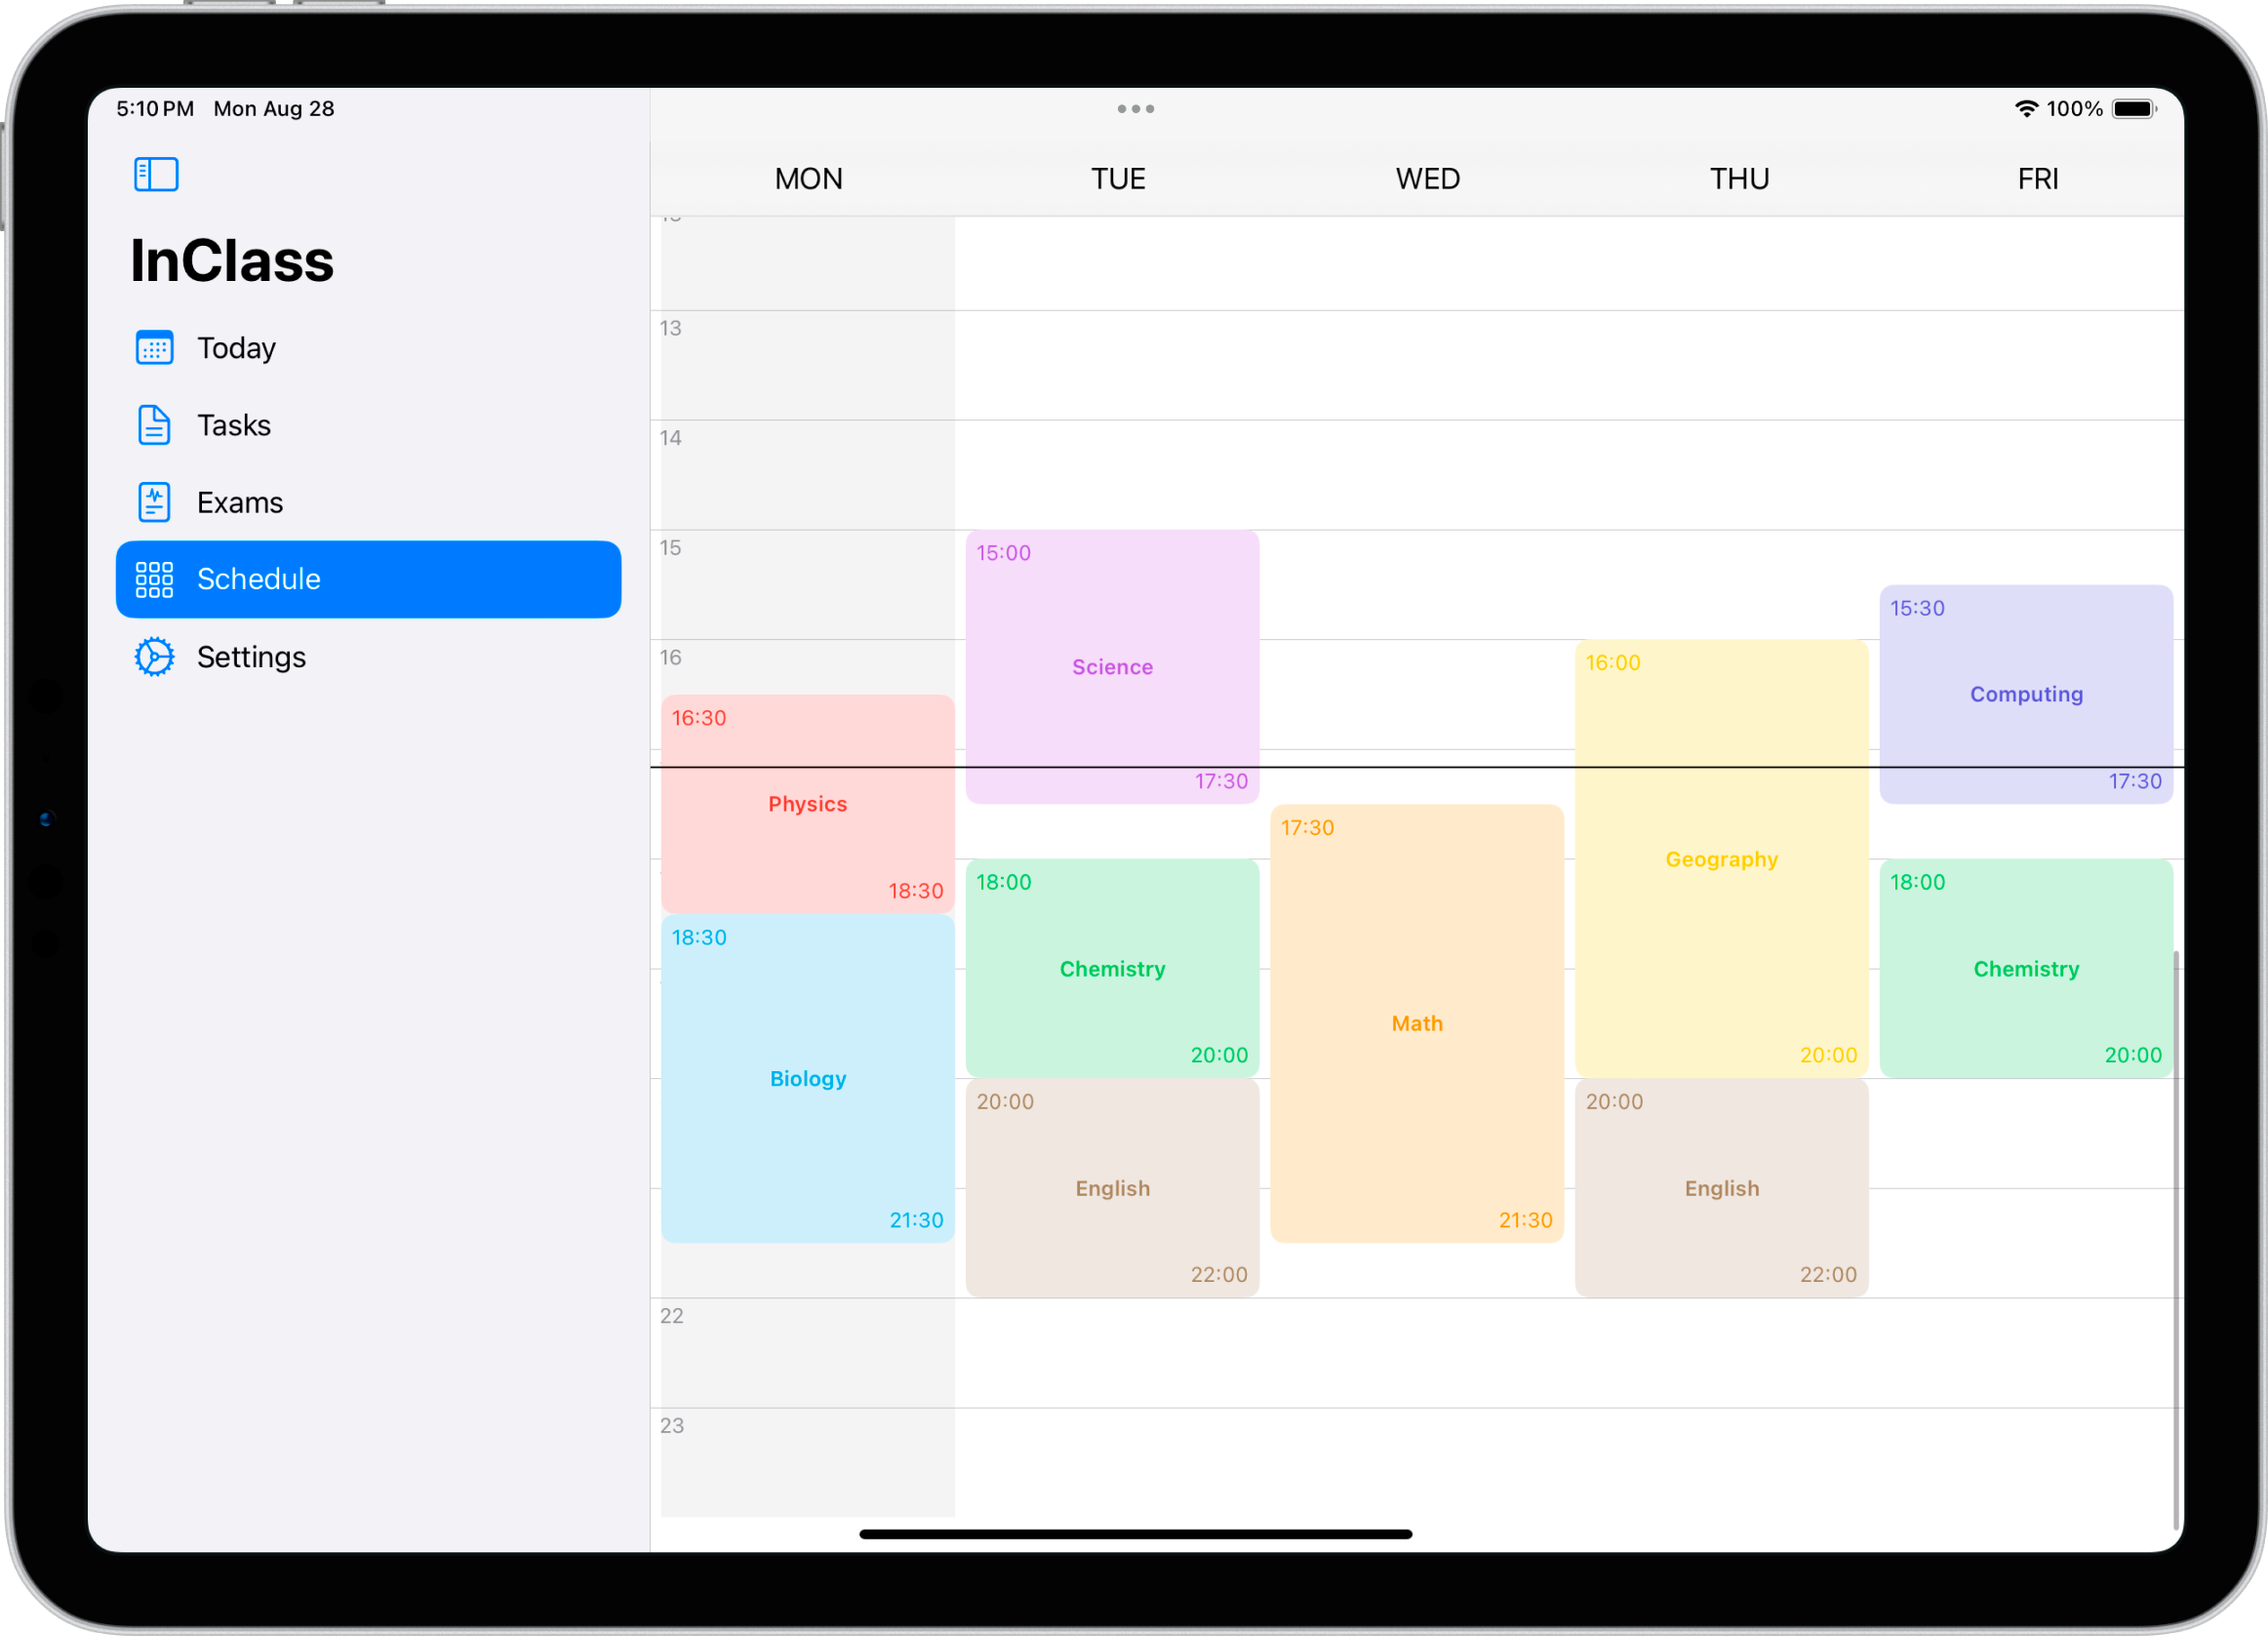 5:10 PM Mon Aug 28
100%
InClass
Today
Tasks
Exams
Schedule
Settings
MON TUE WED THU FRI
13
14
15
16
22
23
16:30
Physics
18:30
18:30
Biology
21:30
15:00
Science
17:30
18:00
Chemistry
20:00
20:00
English
22:00
17:30
Math
21:30
16:00
Geography
20:00
20:00
English
22:00
15:30
Computing
17:30
18:00
Chemistry
20:00